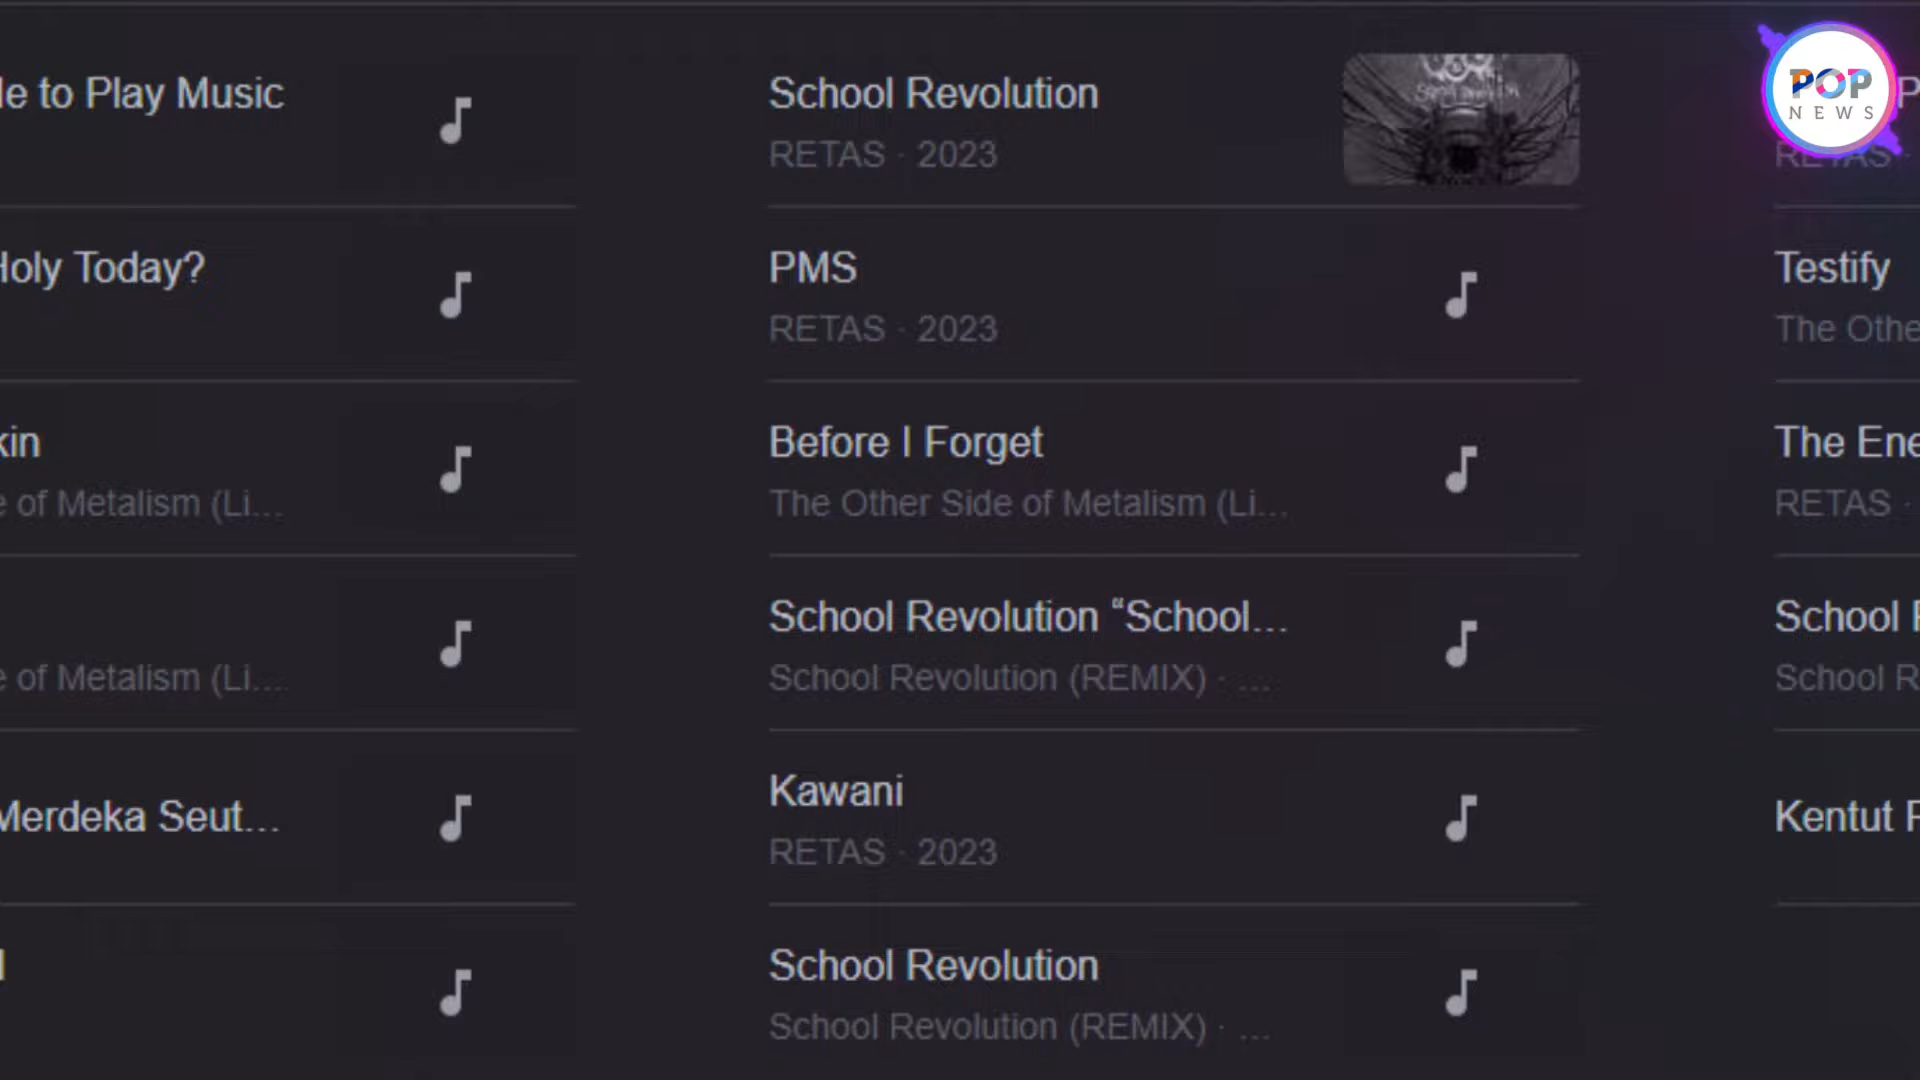 le to Play Music
Holy Today?
kin
e of Metalism (Li...
e of Metalism (Li...
Merdeka Seut...
School Revolution
RETAS · 2023
PMS
RETAS · 2023
Before I Forget
The Other Side of Metalism (Li...
School Revolution “School...
School Revolution (REMIX) · ...
Kawani
RETAS · 2023
School Revolution
School Revolution (REMIX) · ...
POP
NEWS
P
RETAS ·
Testify
The Othe
The Ene
RETAS ·
School R
School R
Kentut P